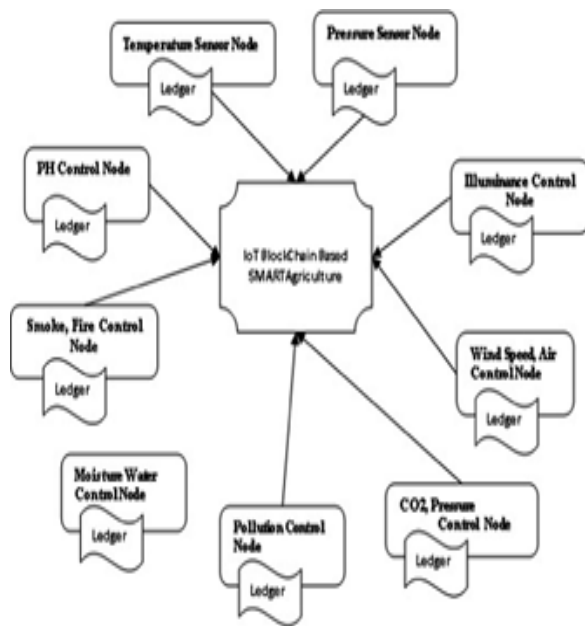 Temperature Sensor Node
Ledger
Pressure Sensor Node
Ledger
PH Control Node
Ledger
Illuminance Control
Node
Ledger
IoT BlockChain Based
SMARTAgriculture
Smoke, Fire Control
Node
Ledger
Wind Speed, Air
ControlNode
Ledger
Moisture Water
ControlNode
Ledger
Pollution Control
Node
Ledger
CO2, Pressure
Control Node
Ledger